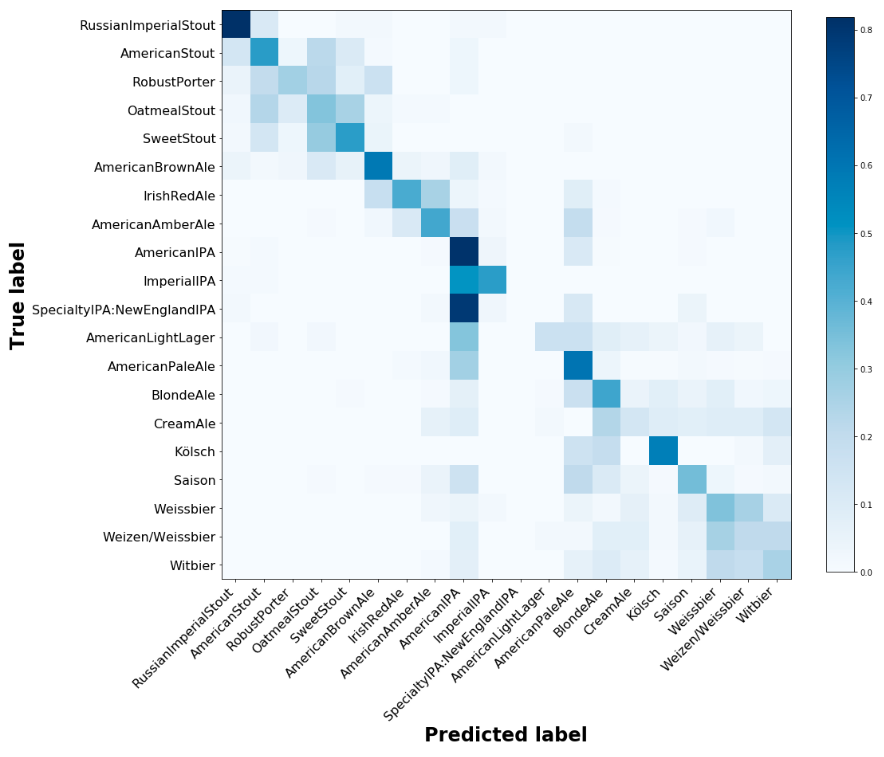 RussianImperialStout
AmericanStout
RobustPorter
OatmealStout
SweetStout
AmericanBrownAle
IrishRedAle
AmericanAmberAle
AmericanIPA
ImperialIPA
SpecialtyIPA:NewEnglandIPA
AmericanLightLager
AmericanPaleAle
BlondeAle
CreamAle
Kölsch
Saison
Weissbier
Weizen/Weissbier
Witbier
True label
RussianImperialStout
AmericanStout
RobustPorter
OatmealStout
SweetStout
AmericanBrownAle
IrishRedAle
AmericanAmberAle
AmericanIPA
ImperialIPA
SpecialtyIPA:NewEnglandIPA
AmericanLightLager
AmericanPaleAle
BlondeAle
CreamAle
Kölsch
Saison
Weissbier
Weizen/Weissbier
Witbier
Predicted label
0.8
0.7
0.6
0.5
0.4
0.3
0.2
0.1
0.0